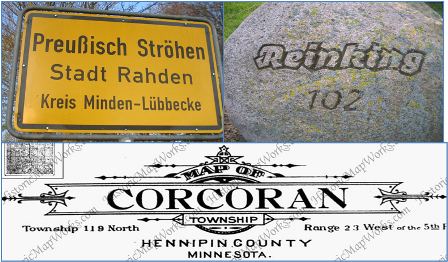 Preußisch Ströhen
Stadt Rahden
Kreis Minden-Lübbecke
Reinking
102
MAP OF
CORCORAN
TOWNSHIP
Township 119 North
Range 23 West of the 5th P
HENNIPIN COUNTY
MINNESOTA.